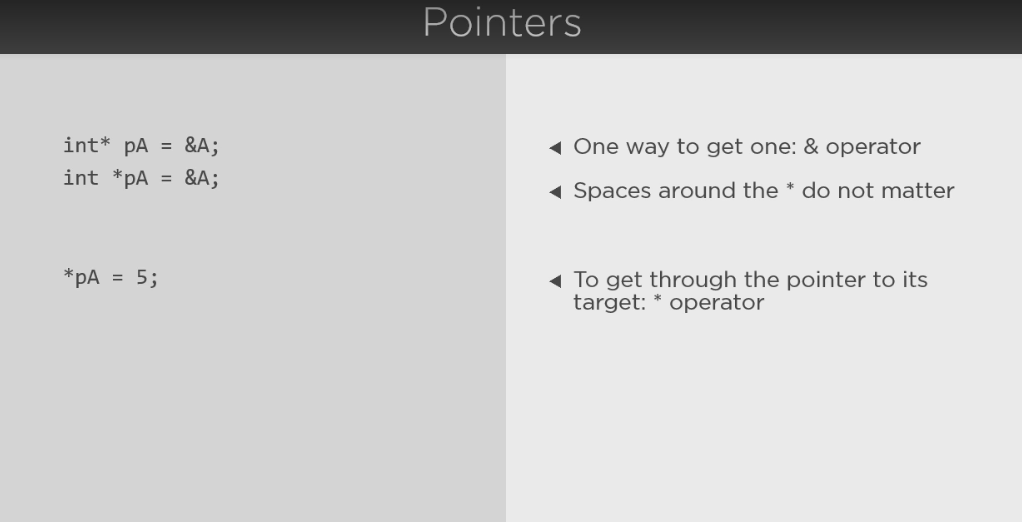 Pointers
int* pA = &A;
int *pA = &A;
*pA = 5;
◄ One way to get one: & operator
◄ Spaces around the * do not matter
◄ To get through the pointer to its
target: * operator